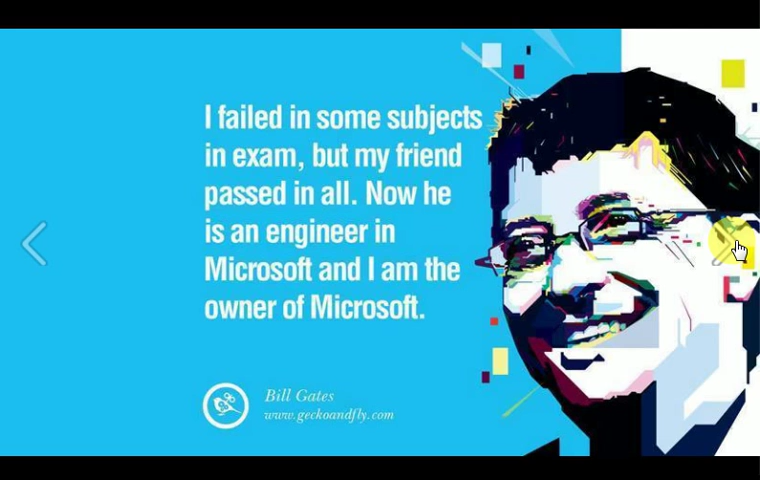 I failed in some subjects
in exam, but my friend
passed in all. Now he
is an engineer in
Microsoft and I am the
owner of Microsoft.
Bill Gates
www.geckoandfly.com